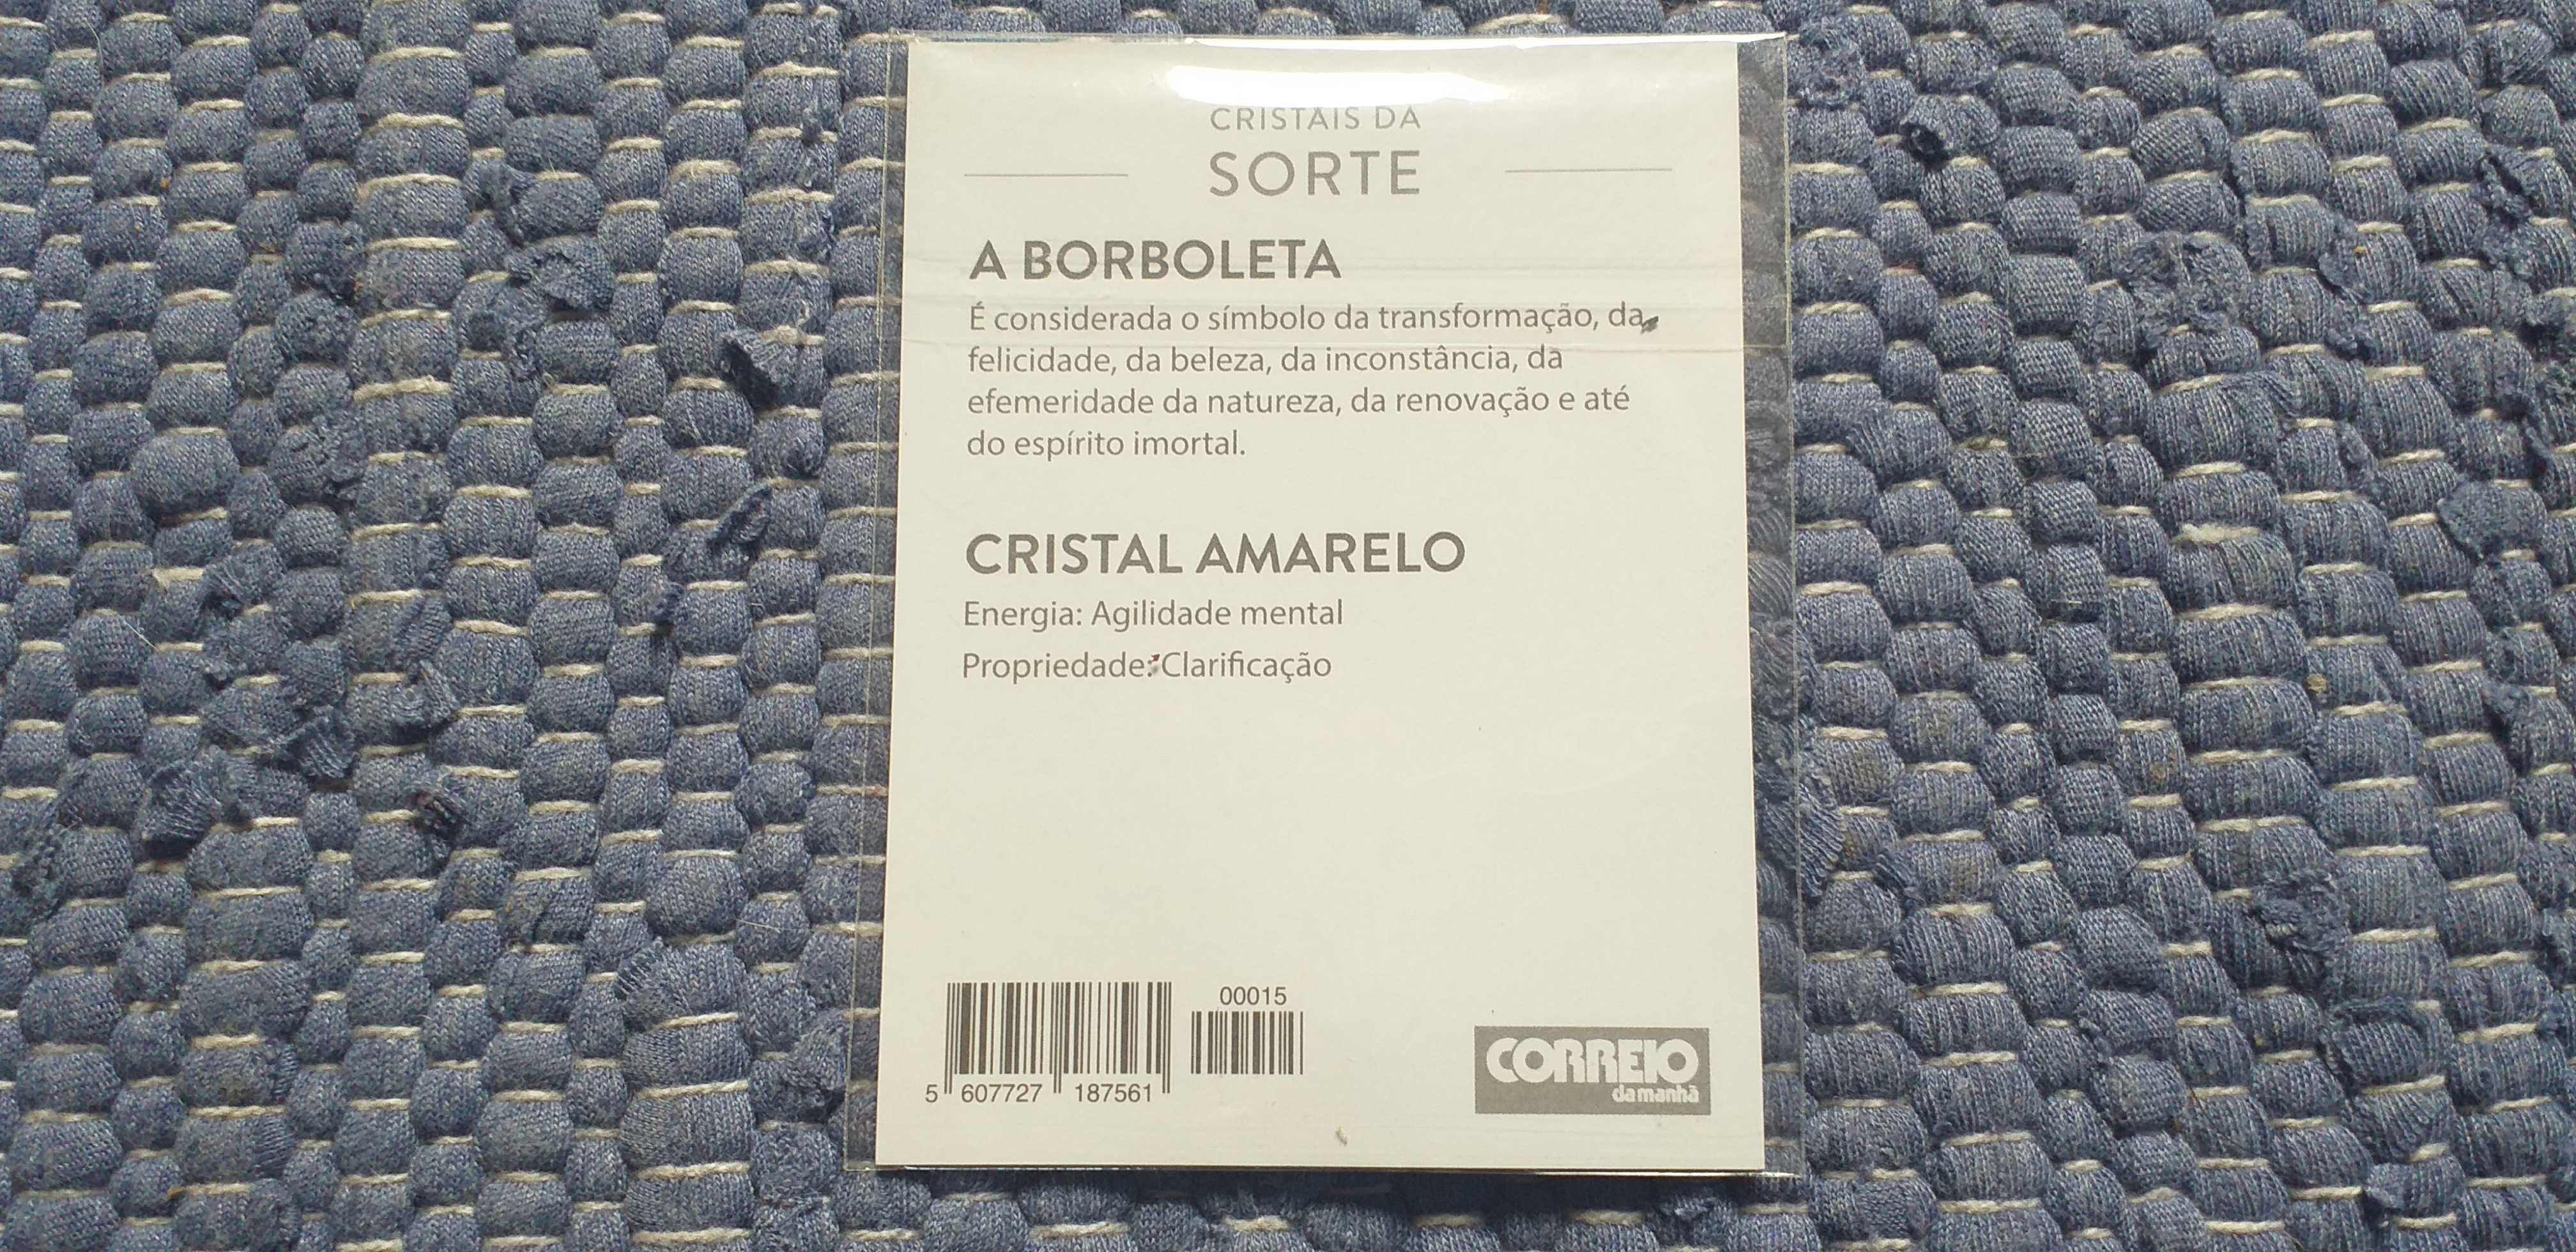 CRISTAIS DA
SORTE
A BORBOLETA
É considerada o símbolo da transformação, da
felicidade, da beleza, da inconstância, da
efemeridade da natureza, da renovação e até
do espírito imortal.
CRISTAL AMARELO
Energia: Agilidade mental
Propriedade: Clarificação
00015
5 607727 187561
CORREIO
da manhã